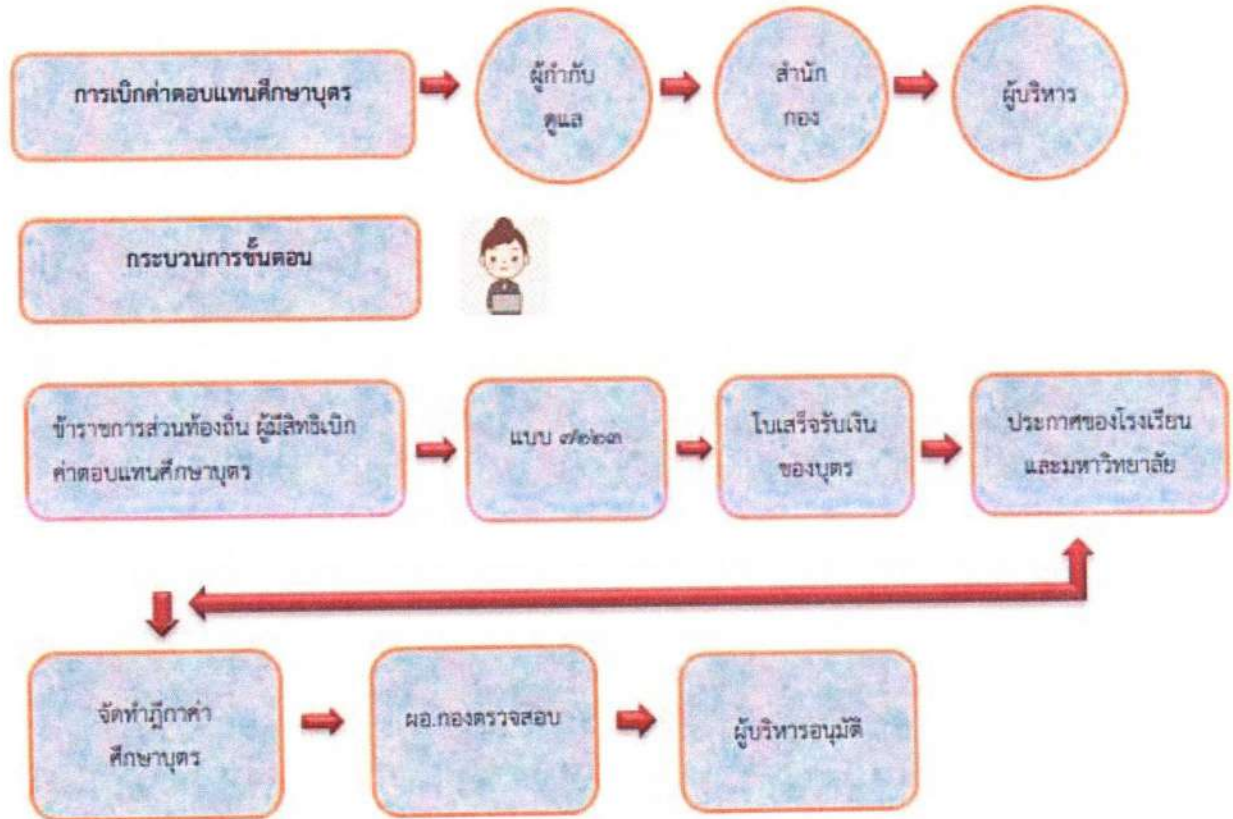 การเบิกค่าตอบแทนศึกษาบุตร
ผู้กำกับ
ดูแล
สำนัก
กอง
ผู้บริหาร
กระบวนการขั้นตอน
ข้าราชการส่วนท้องถิ่น ผู้มีสิทธิเบิก
ค่าตอบแทนศึกษาบุตร
แบบ ๗๒๒๓
ใบเสร็จรับเงิน
ของบุตร
ประกาศของโรงเรียน
และมหาวิทยาลัย
จัดทำฎีกาค่า
ศึกษาบุตร
ผอ.กองตรวจสอบ
ผู้บริหารอนุมัติ